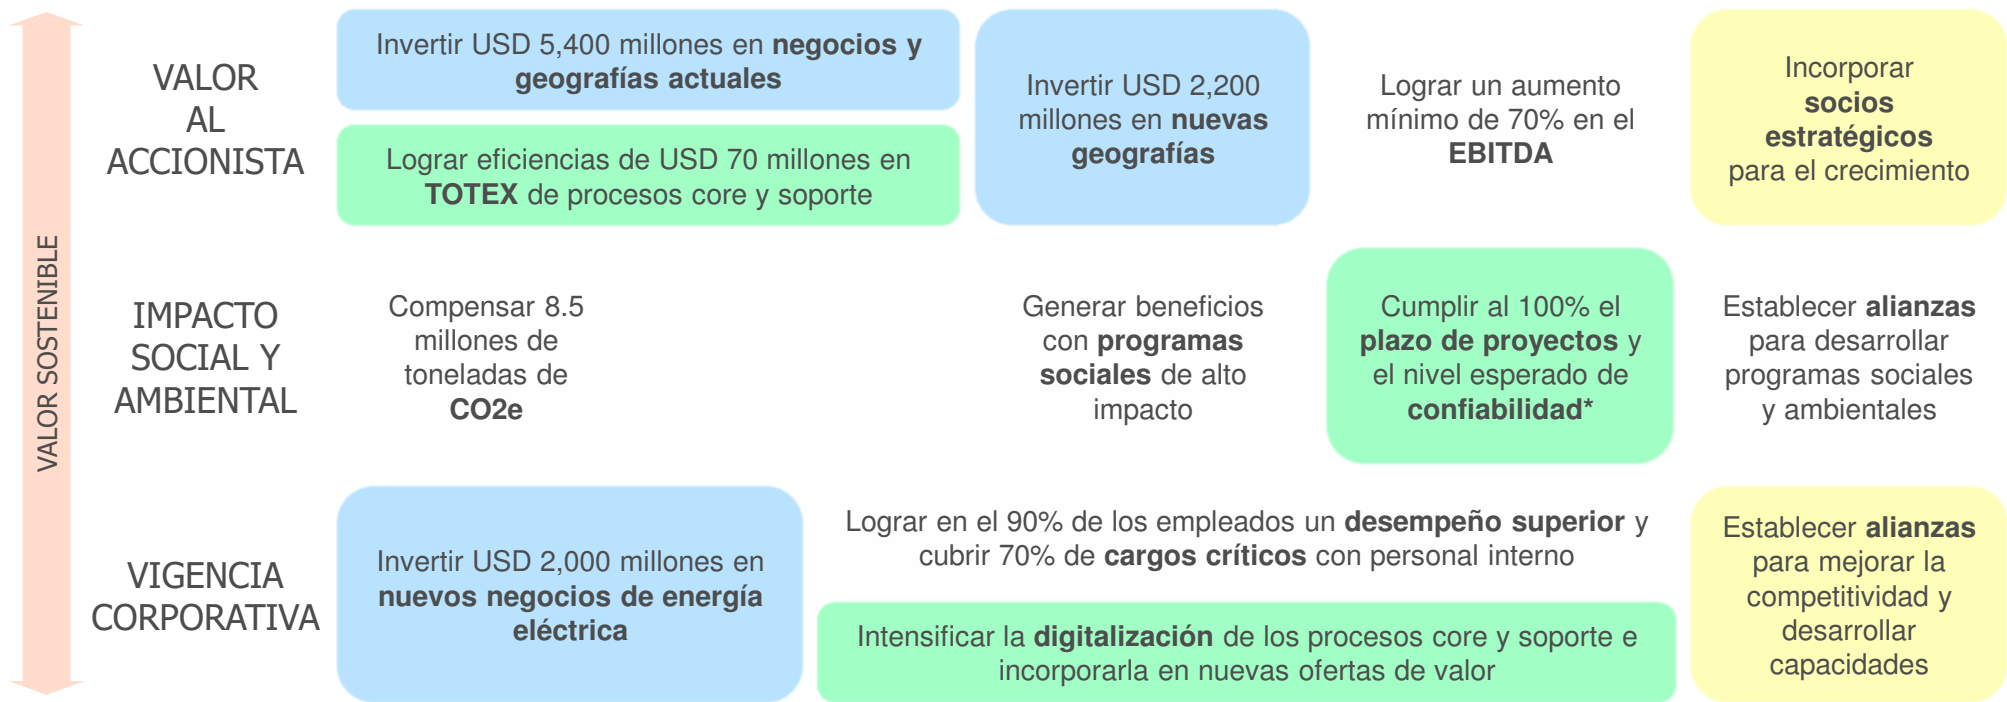 VALOR SOSTENIBLE
VALOR
AL
ACCIONISTA
Invertir USD 5,400 millones en negocios y
geografías actuales
Lograr eficiencias de USD 70 millones en
TOTEX de procesos core y soporte
Invertir USD 2,200
millones en nuevas
geografías
Lograr un aumento
mínimo de 70% en el
EBITDA
Incorporar
socios
estratégicos
para el crecimiento
IMPACTO
SOCIAL Y
AMBIENTAL
Compensar 8.5
millones de
toneladas de
CO2e
Generar beneficios
con programas
sociales de alto
impacto
Cumplir al 100% el
plazo de proyectos y
el nivel esperado de
confiabilidad*
Establecer alianzas
para desarrollar
programas sociales
y ambientales
VIGENCIA
CORPORATIVA
Invertir USD 2,000 millones en
nuevos negocios de energía
eléctrica
Lograr en el 90% de los empleados un desempeño superior y
cubrir 70% de cargos críticos con personal interno
Intensificar la digitalización de los procesos core y soporte e
incorporarla en nuevas ofertas de valor
Establecer alianzas
para mejorar la
competitividad y
desarrollar
capacidades